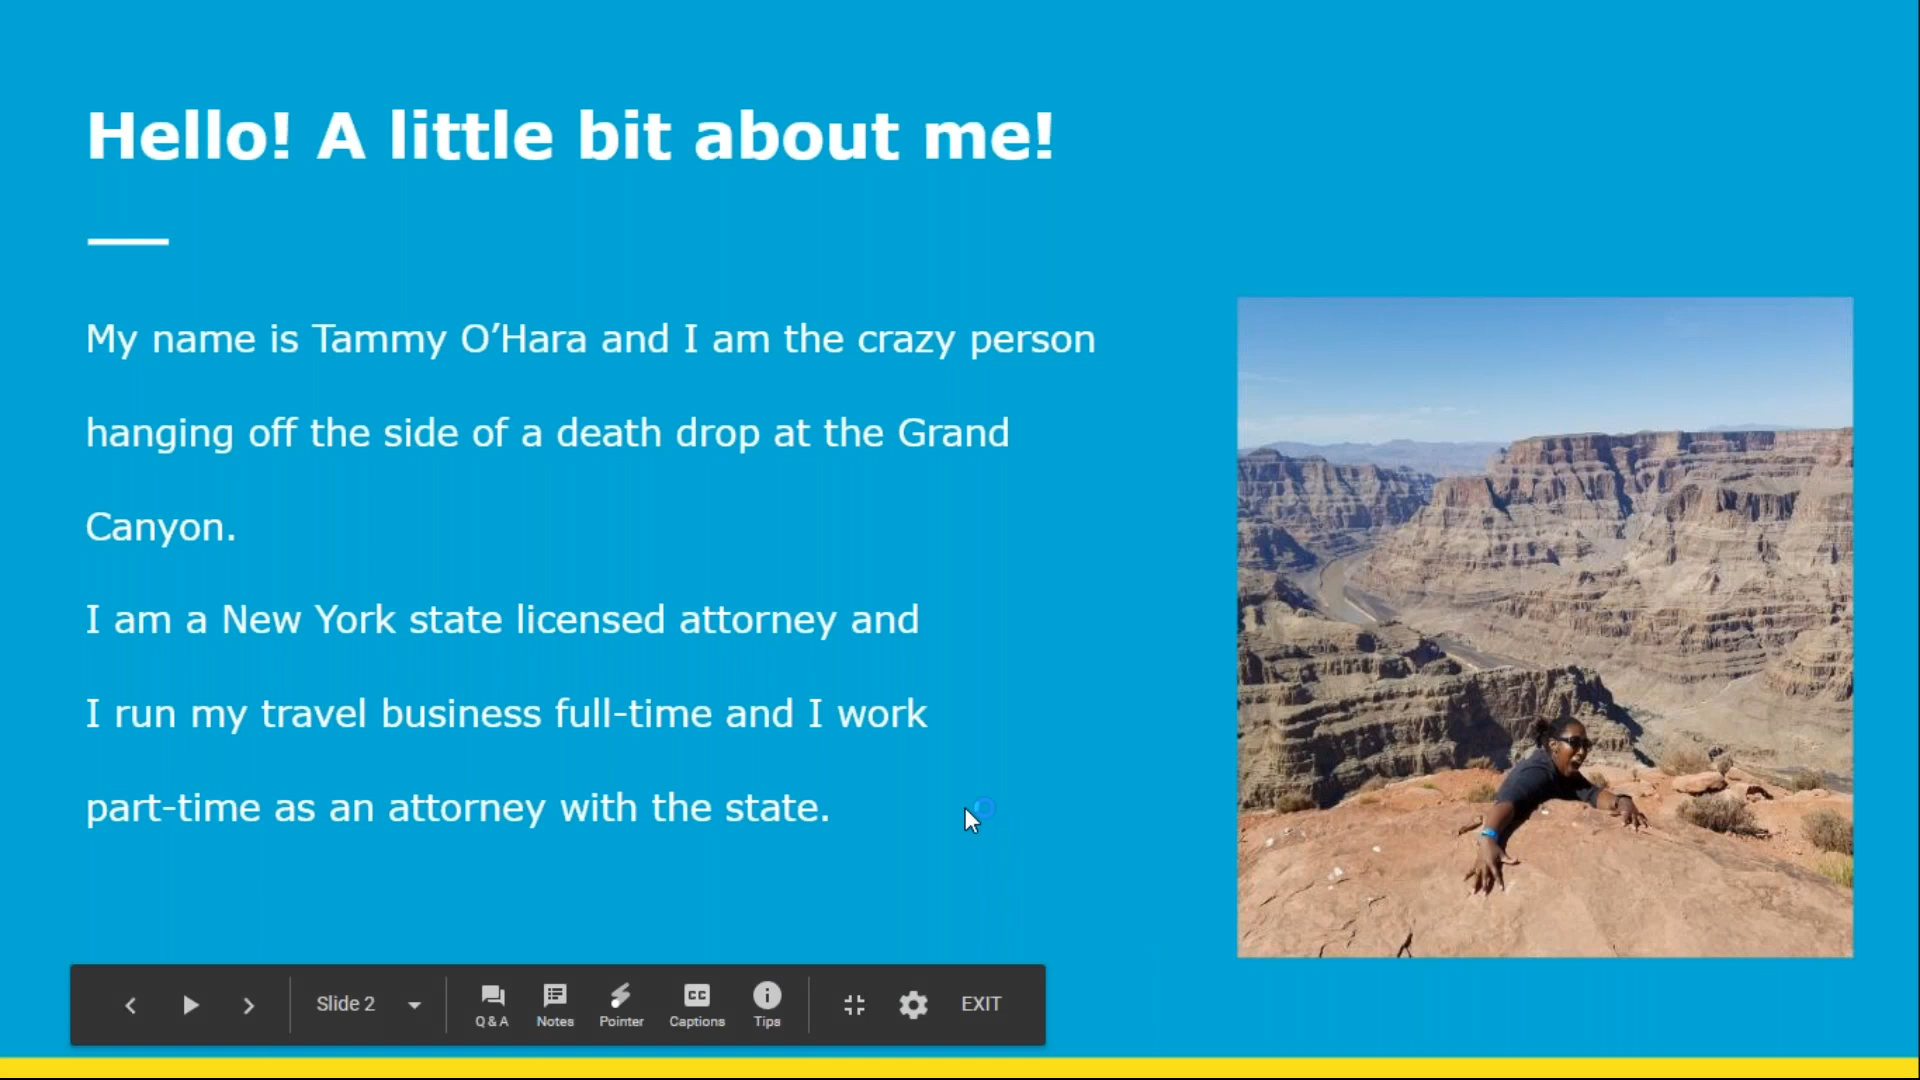 Hello! A little bit about me!
My name is Tammy O’Hara and I am the crazy person
hanging off the side of a death drop at the Grand
Canyon.
I am a New York state licensed attorney and
I run my travel business full-time and I work
part-time as an attorney with the state.
Slide 2
Q & A
Notes
Pointer
CC
Captions
Tips
EXIT